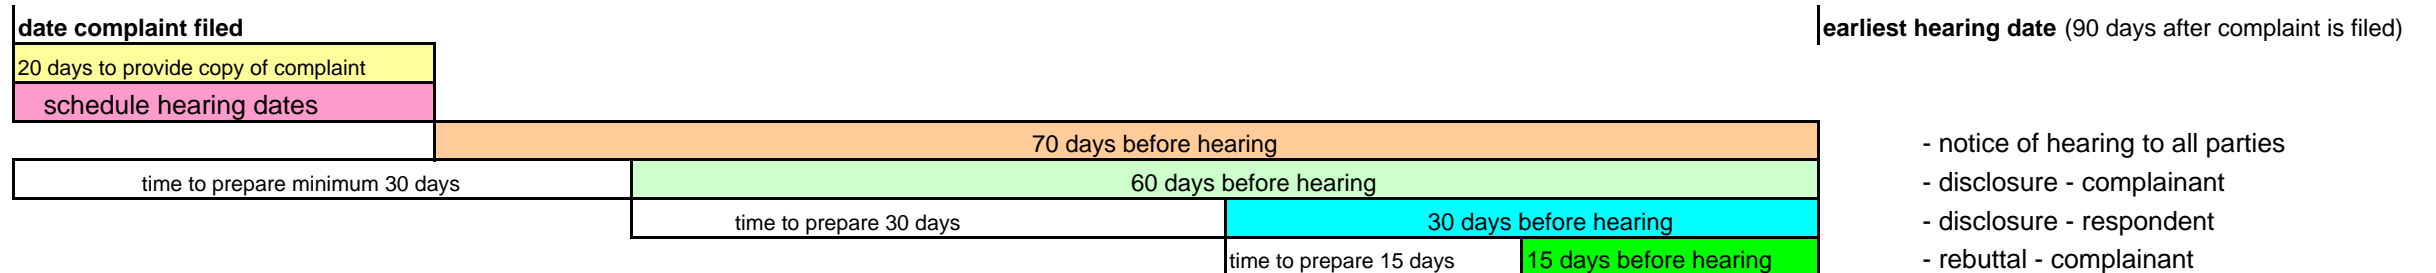 date complaint filed
earliest hearing date (90 days after complaint is filed)
20 days to provide copy of complaint
schedule hearing dates
70 days before hearing
- notice of hearing to all parties
time to prepare minimum 30 days
60 days before hearing
- disclosure - complainant
time to prepare 30 days
30 days before hearing
- disclosure - respondent
time to prepare 15 days
15 days before hearing
- rebuttal - complainant